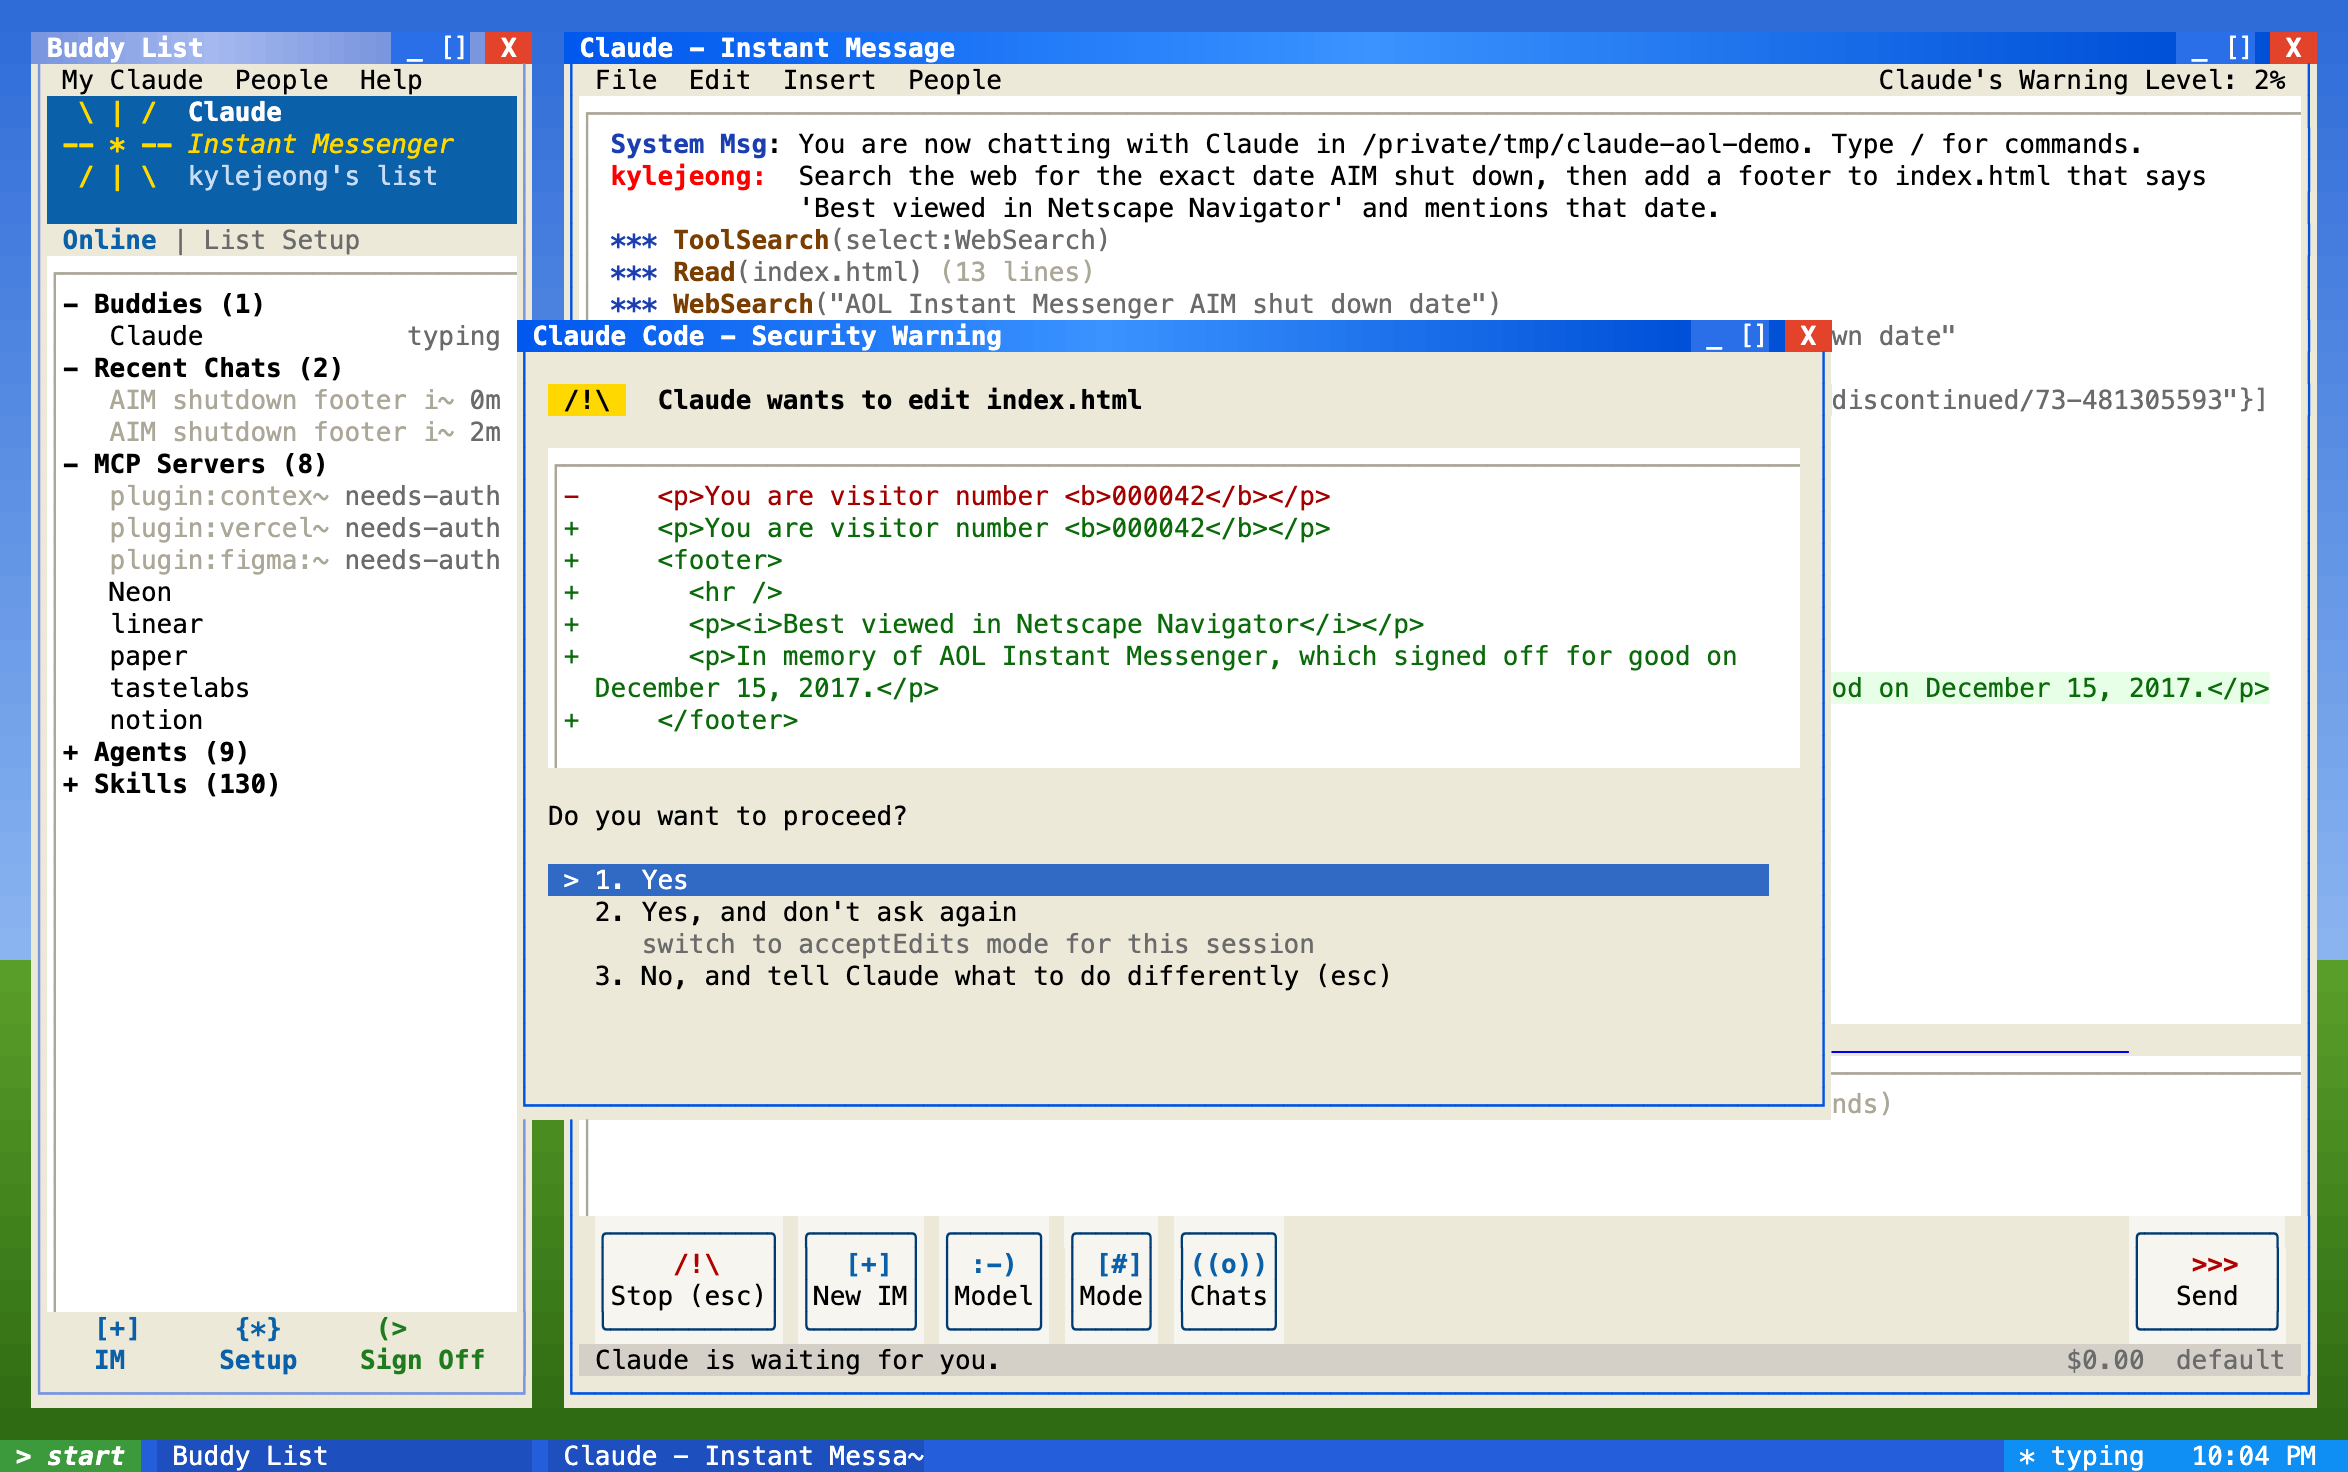 Buddy List _ [] X
My Claude People Help
\ | / Claude
-- * -- Instant Messenger
/ | \ kylejeong's list
Online | List Setup
- Buddies (1)
Claude typing
- Recent Chats (2)
AIM shutdown footer i~ 0m
AIM shutdown footer i~ 2m
- MCP Servers (8)
plugin:contex~ needs-auth
plugin:vercel~ needs-auth
plugin:figma:~ needs-auth
Neon
linear
paper
tastelabs
notion
+ Agents (9)
+ Skills (130)
[+] {*} (>
IM Setup Sign Off
Claude - Instant Message _ [] X
File Edit Insert People Claude's Warning Level: 2%
System Msg: You are now chatting with Claude in /private/tmp/claude-aol-demo. Type / for commands.
kylejeong: Search the web for the exact date AIM shut down, then add a footer to index.html that says
'Best viewed in Netscape Navigator' and mentions that date.
*** ToolSearch(select:WebSearch)
*** Read(index.html) (13 lines)
*** WebSearch("AOL Instant Messenger AIM shut down date")
wn date"
discontinued/73-481305593"}]
od on December 15, 2017.</p>
nds)
Claude Code - Security Warning _ [] X
/!\ Claude wants to edit index.html
- <p>You are visitor number <b>000042</b></p>
+ <p>You are visitor number <b>000042</b></p>
+ <footer>
+ <hr />
+ <p><i>Best viewed in Netscape Navigator</i></p>
+ <p>In memory of AOL Instant Messenger, which signed off for good on
December 15, 2017.</p>
+ </footer>
Do you want to proceed?
> 1. Yes
2. Yes, and don't ask again
switch to acceptEdits mode for this session
3. No, and tell Claude what to do differently (esc)
/!\ [+] :-) [#] ((o)) >>>
Stop (esc) New IM Model Mode Chats Send
Claude is waiting for you. $0.00 default
> start Buddy List Claude - Instant Messa~ * typing 10:04 PM